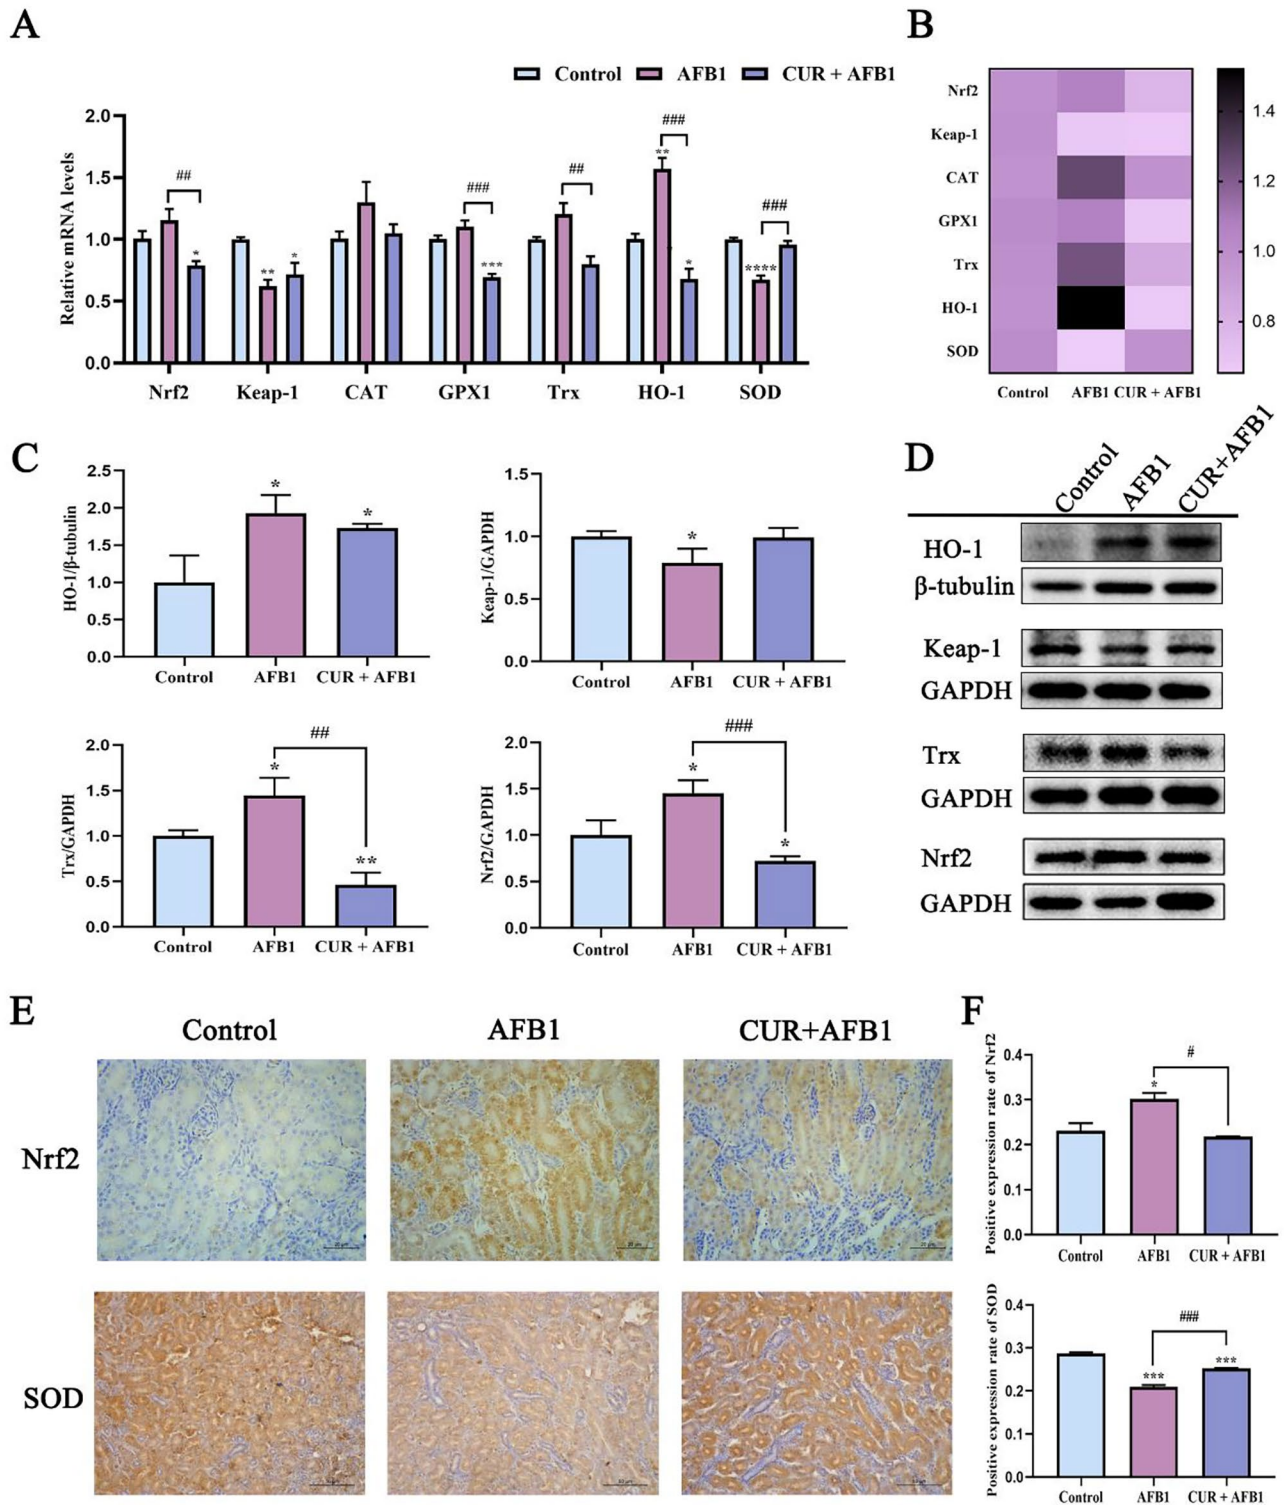 A
B
Control AFB1 CUR + AFB1
Relative mRNA levels
2.0
1.5
1.0
0.5
0.0
##
*
**
*
###
***
##
**
###
*
****
###
Nrf2 Keap-1 CAT GPX1 Trx HO-1 SOD
Nrf2
Keap-1
CAT
GPX1
Trx
HO-1
SOD
Control AFB1 CUR + AFB1
1.4
1.2
1.0
0.8
C
HO-1/β-tubulin
2.5
2.0
1.5
1.0
0.5
0.0
*
*
Control AFB1 CUR + AFB1
Keap-1/GAPDH
1.5
1.0
0.5
0.0
*
Control AFB1 CUR + AFB1
Trx/GAPDH
2.0
1.5
1.0
0.5
0.0
##
*
**
Control AFB1 CUR + AFB1
Nrf2/GAPDH
2.0
1.5
1.0
0.5
0.0
###
*
*
Control AFB1 CUR + AFB1
D
Control AFB1 CUR+AFB1
HO-1
β-tubulin
Keap-1
GAPDH
Trx
GAPDH
Nrf2
GAPDH
E
Control AFB1 CUR+AFB1
Nrf2
SOD
F
Positive expression rate of Nrf2
0.4
0.3
0.2
0.1
0.0
#
*
Control AFB1 CUR + AFB1
Positive expression rate of SOD
0.4
0.3
0.2
0.1
0.0
###
***
***
Control AFB1 CUR + AFB1